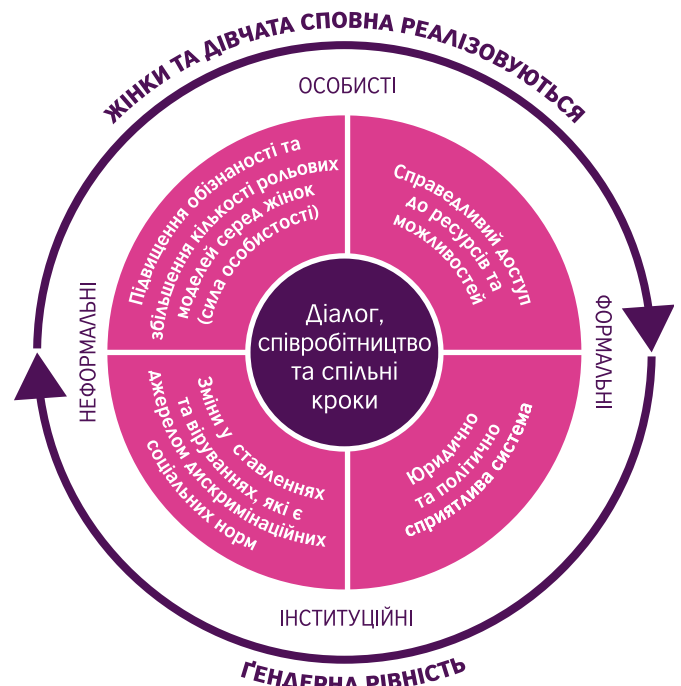 ЖІНКИ ТА ДІВЧАТА СПОВНА РЕАЛІЗОВУЮТЬСЯ
ОСОБИСТІ
Підвищення обізнаності та
збільшення кількості рольових
моделей серед жінок
(сила особистості)
Справедливий доступ
до ресурсів та
можливостей
НЕФОРМАЛЬНІ
Діалог,
співробітництво
та спільні
кроки
ФОРМАЛЬНІ
Зміни у ставленнях
та віруваннях, які є
джерелом дискримінаційних
соціальних норм
Юридично
та політично
сприятлива система
ІНСТИТУЦІЙНІ
ҐЕНДЕРНА РІВНІСТЬ